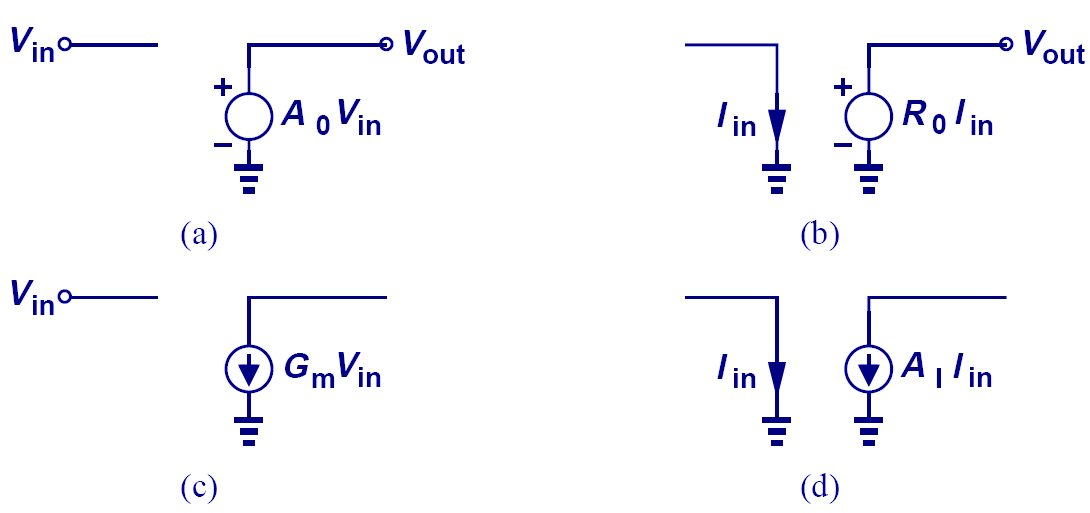 Vin Vout Vout
+ A0Vin Iin + R0Iin
− −
(a) (b)
Vin
GmVin Iin AIIin
(c) (d)